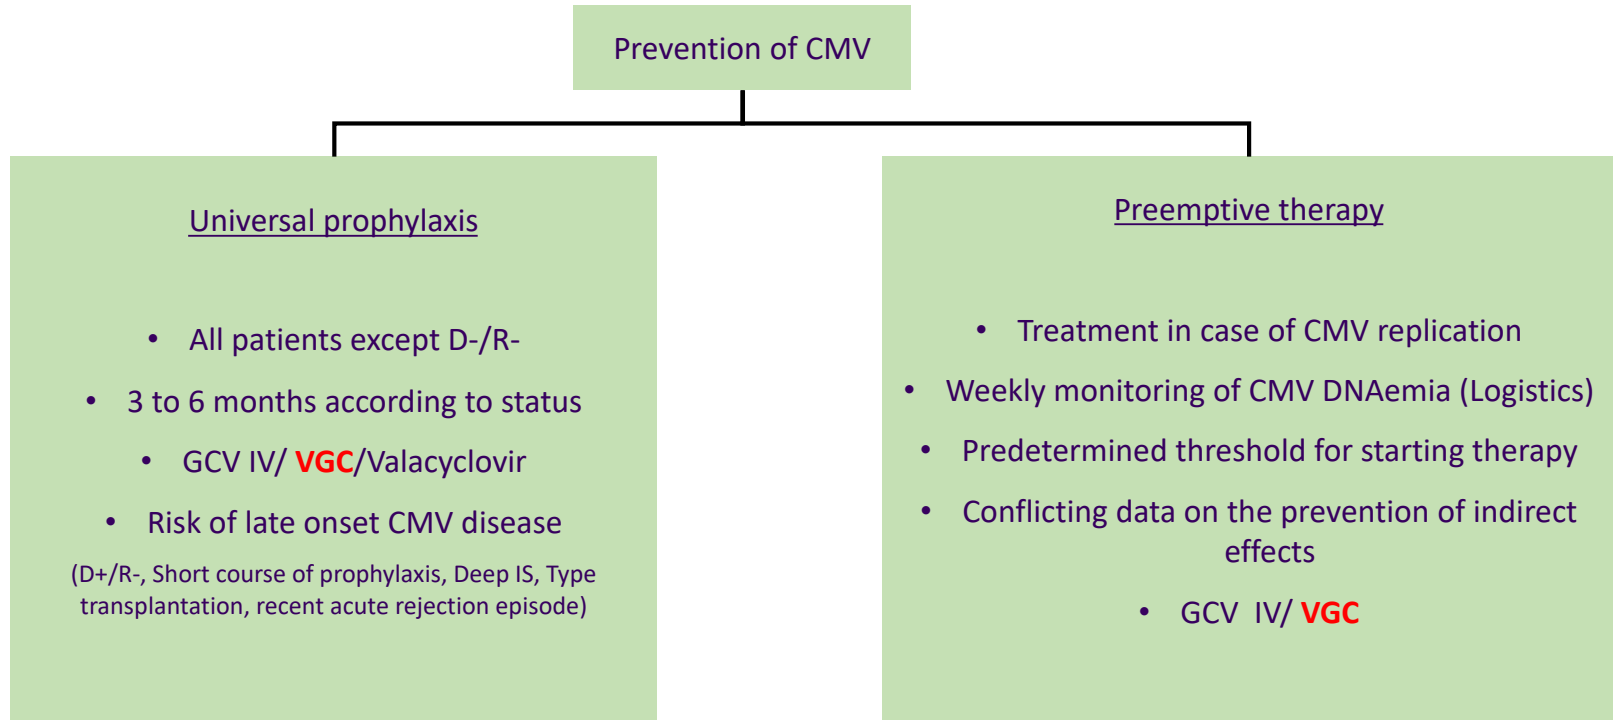 Prevention of CMV
Universal prophylaxis
• All patients except D-/R-
• 3 to 6 months according to status
• GCV IV/ VGC/Valacyclovir
• Risk of late onset CMV disease
(D+/R-, Short course of prophylaxis, Deep IS, Type
transplantation, recent acute rejection episode)
Preemptive therapy
• Treatment in case of CMV replication
• Weekly monitoring of CMV DNAemia (Logistics)
• Predetermined threshold for starting therapy
• Conflicting data on the prevention of indirect
effects
• GCV IV/ VGC